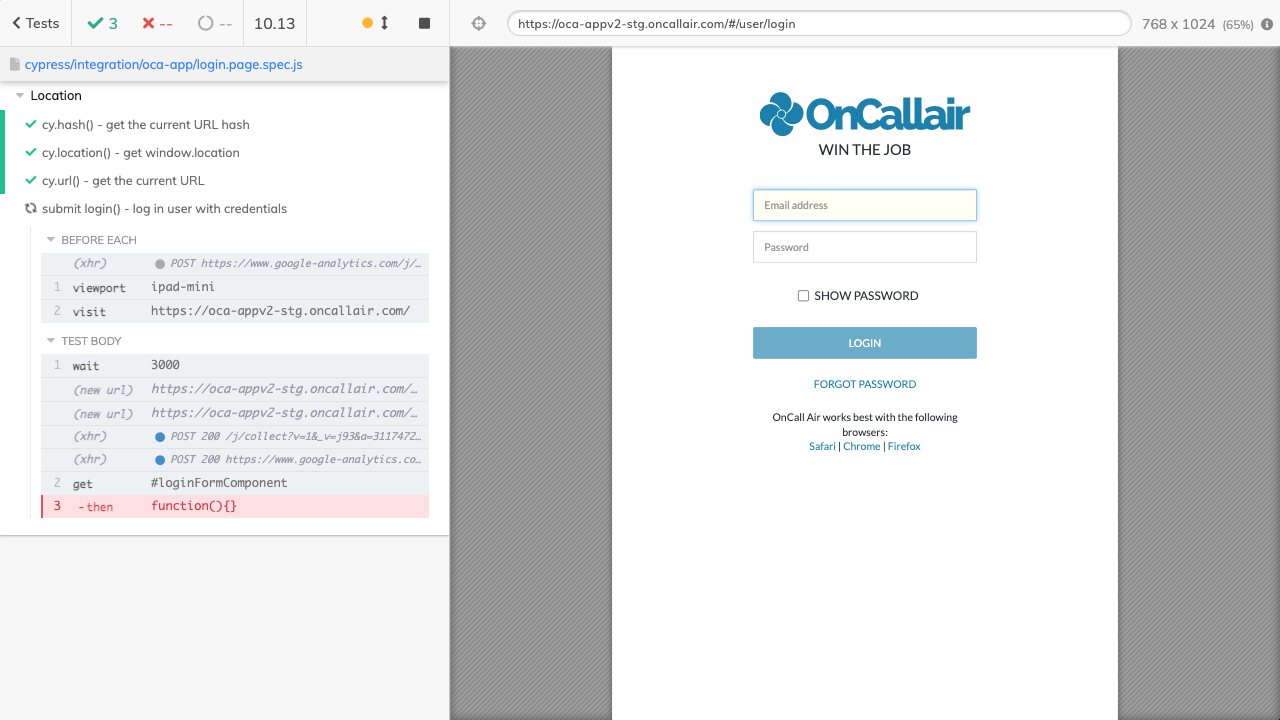 Tests
3
--
--
10.13
https://oca-appv2-stg.oncallair.com/#/user/login
768 x 1024 (65%)
cypress/integration/oca-app/login.page.spec.js
Location
cy.hash() - get the current URL hash
cy.location() - get window.location
cy.url() - get the current URL
submit login() - log in user with credentials
BEFORE EACH
(xhr) POST https://www.google-analytics.com/j/…
1 viewport ipad-mini
2 visit https://oca-appv2-stg.oncallair.com/
TEST BODY
1 wait 3000
(new url) https://oca-appv2-stg.oncallair.com/…
(new url) https://oca-appv2-stg.oncallair.com/…
(xhr) POST 200 /j/collect?v=1&_v=j93&a=3117472…
(xhr) POST 200 https://www.google-analytics.co…
2 get #loginFormComponent
3 -then function(){}
OnCallair
WIN THE JOB
Email address
Password
SHOW PASSWORD
LOGIN
FORGOT PASSWORD
OnCall Air works best with the following
browsers:
Safari | Chrome | Firefox